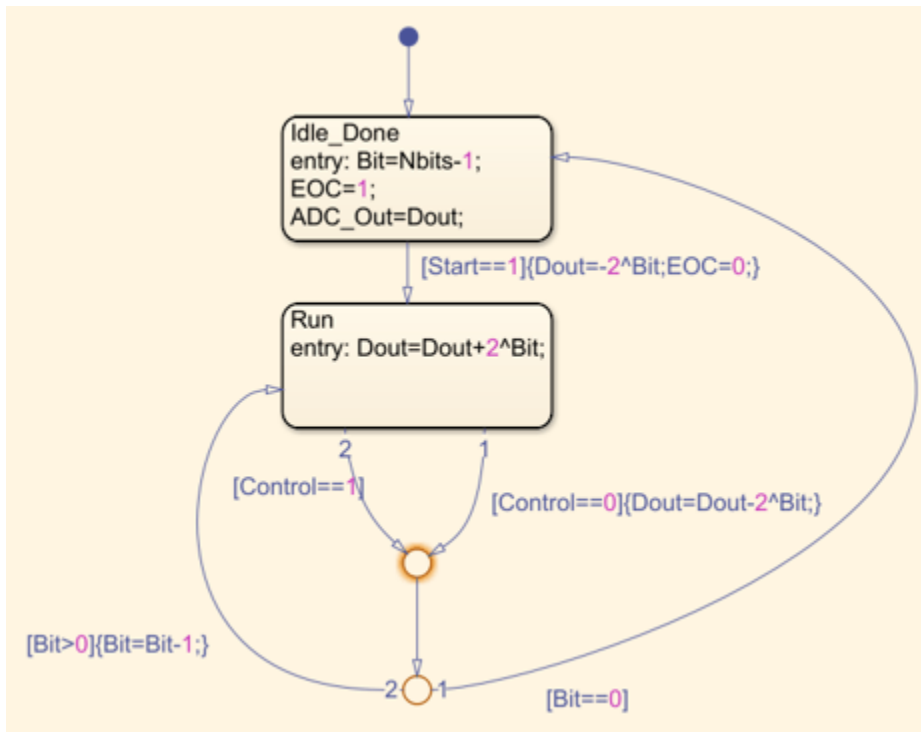 Idle_Done
entry: Bit=Nbits-1;
EOC=1;
ADC_Out=Dout;
[Start==1]{Dout=-2^Bit;EOC=0;}
Run
entry: Dout=Dout+2^Bit;
2
1
[Control==1]
[Control==0]{Dout=Dout-2^Bit;}
[Bit>0]{Bit=Bit-1;}
2
1
[Bit==0]